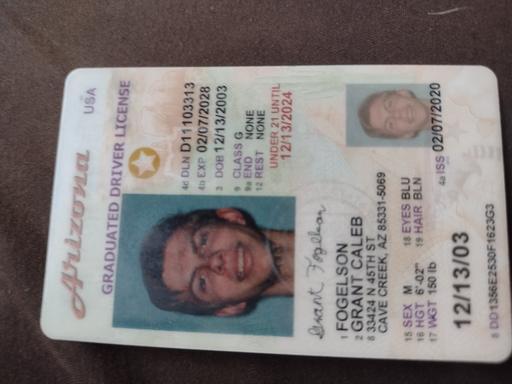 Arizona
USA
GRADUATED DRIVER LICENSE
4d DLN D11103313
4b EXP 02/07/2028
3 DOB 12/13/2003
9 CLASS G
9a END NONE
12 REST NONE
UNDER 21 UNTIL
12/13/2024
Grant Fogelson
1 FOGELSON
2 GRANT CALEB
8 33424 N 45TH ST
CAVE CREEK, AZ 85331-5069
15 SEX M 18 EYES BLU
16 HGT 6'-02" 19 HAIR BLN
17 WGT 150 lb
4a ISS 02/07/2020
12/13/03
5 DD1356E2530F1623G3